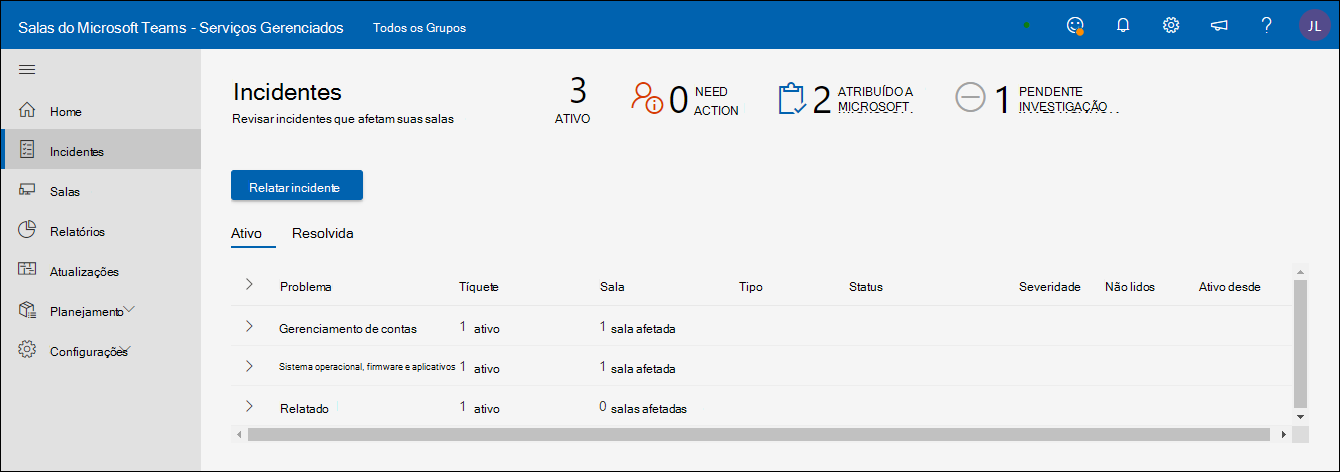 Salas do Microsoft Teams - Serviços Gerenciados Todos os Grupos JL
Home
Incidentes
Salas
Relatórios
Atualizações
Planejamento
Configurações
Incidentes
Revisar incidentes que afetam suas salas
3
ATIVO
0 NEED
ACTION
2 ATRIBUÍDO A
MICROSOFT
1 PENDENTE
INVESTIGAÇÃO
Relatar incidente
Ativo Resolvida
Problema Tíquete Sala Tipo Status Severidade Não lidos Ativo desde
Gerenciamento de contas 1 ativo 1 sala afetada
Sistema operacional, firmware e aplicativos 1 ativo 1 sala afetada
Relatado 1 ativo 0 salas afetadas